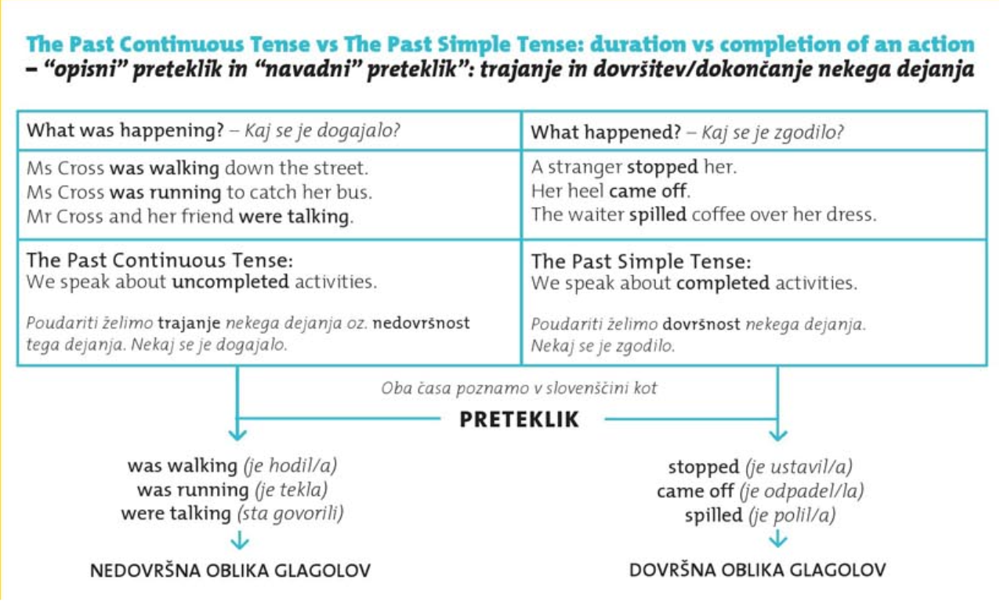 The Past Continuous Tense vs The Past Simple Tense: duration vs completion of an action
– “opisni” preteklik in “navadni” preteklik”: trajanje in dovršitev/dokončanje nekega dejanja
What was happening? – Kaj se je dogajalo?
Ms Cross was walking down the street.
Ms Cross was running to catch her bus.
Mr Cross and her friend were talking.
The Past Continuous Tense:
We speak about uncompleted activities.
Poudariti želimo trajanje nekega dejanja oz. nedovršnost
tega dejanja. Nekaj se je dogajalo.
What happened? – Kaj se je zgodilo?
A stranger stopped her.
Her heel came off.
The waiter spilled coffee over her dress.
The Past Simple Tense:
We speak about completed activities.
Poudariti želimo dovršnost nekega dejanja.
Nekaj se je zgodilo.
Oba časa poznamo v slovenščini kot
PRETEKLIK
was walking (je hodil/a)
was running (je tekla)
were talking (sta govorili)
NEDOVRŠNA OBLIKA GLAGOLOV
stopped (je ustavil/a)
came off (je odpadel/la)
spilled (je polil/a)
DOVRŠNA OBLIKA GLAGOLOV